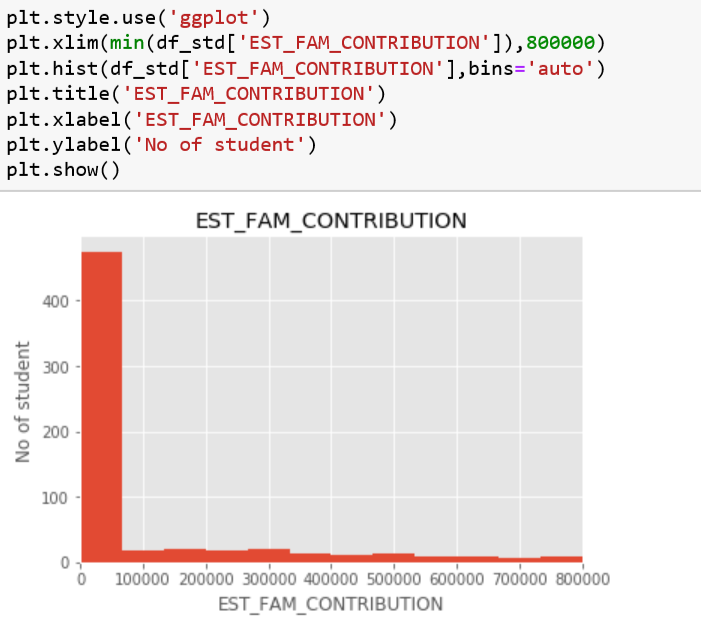 plt.style.use('ggplot')
plt.xlim(min(df_std['EST_FAM_CONTRIBUTION']),800000)
plt.hist(df_std['EST_FAM_CONTRIBUTION'],bins='auto')
plt.title('EST_FAM_CONTRIBUTION')
plt.xlabel('EST_FAM_CONTRIBUTION')
plt.ylabel('No of student')
plt.show()
EST_FAM_CONTRIBUTION
400
300
200
100
0
No of student
0 100000 200000 300000 400000 500000 600000 700000 800000
EST_FAM_CONTRIBUTION